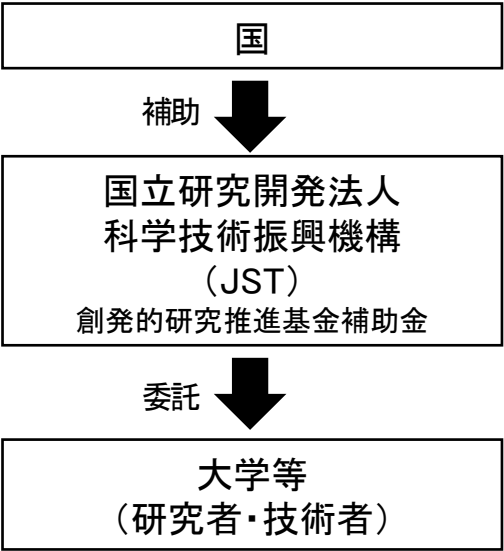 国
補助
国立研究開発法人
科学技術振興機構
（JST）
創発的研究推進基金補助金
委託
大学等
（研究者・技術者）